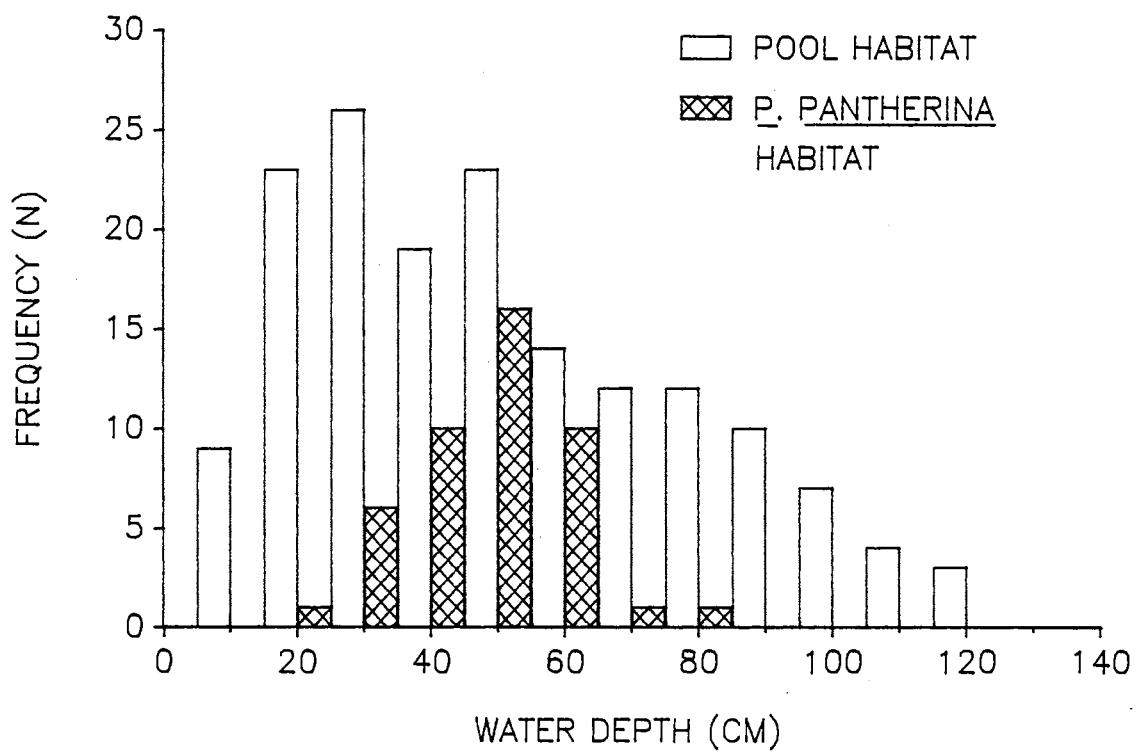 30
25
20
15
10
5
0
FREQUENCY (N)
POOL HABITAT
P. PANTHERINA
HABITAT
0 20 40 60 80 100 120 140
WATER DEPTH (CM)